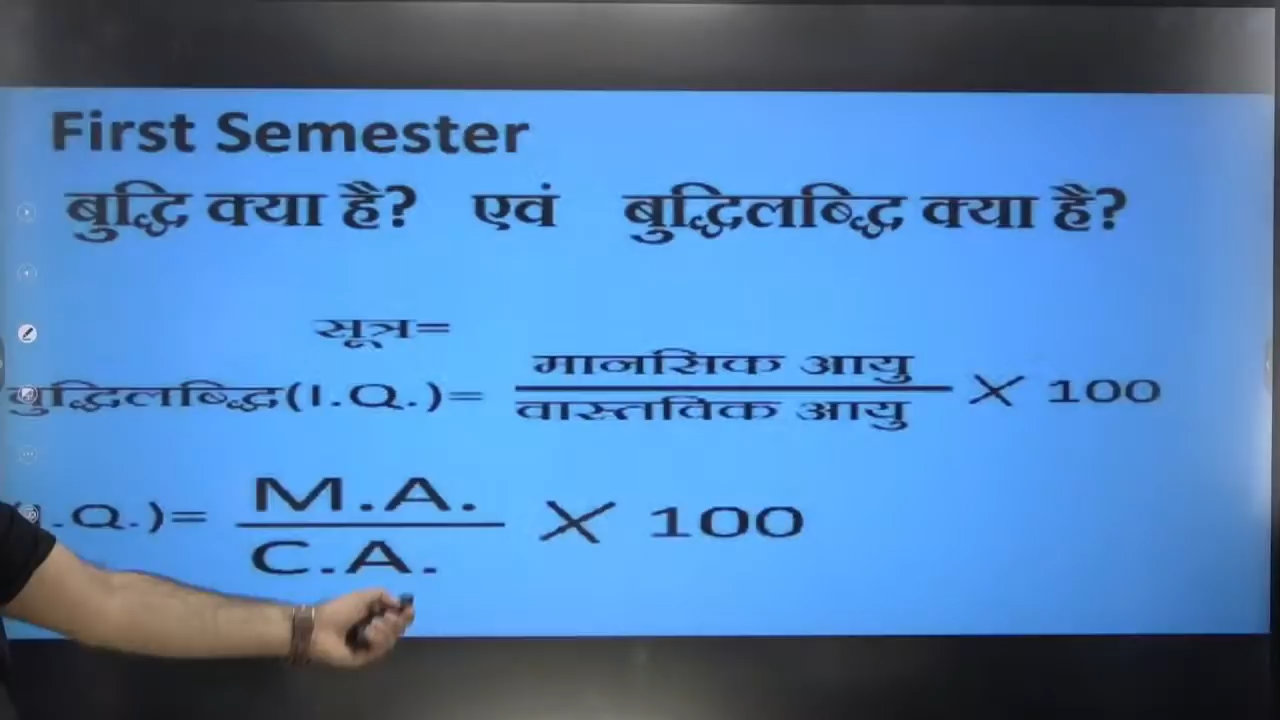 First Semester
बुद्धि क्या है? एवं बुद्धिलब्धि क्या है?
सूत्र=
बुद्धिलब्धि(I.Q.)= मानसिक आयु
वास्तविक आयु X 100
.Q.)= M.A.
C.A. X 100